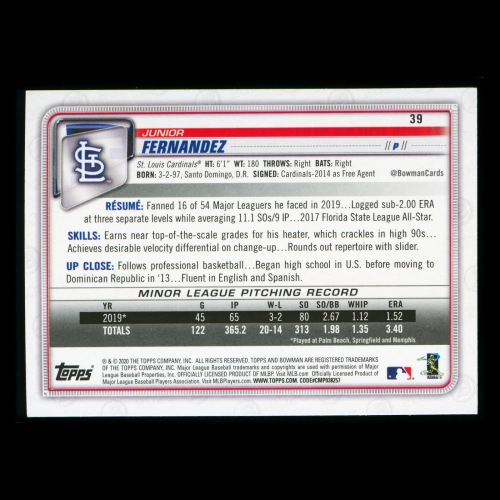 39
JUNIOR
FERNANDEZ
// P //
St. Louis Cardinals® HT: 6'1" WT: 180 THROWS: Right BATS: Right
BORN: 3-2-97, Santo Domingo, D.R. SIGNED: Cardinals-2014 as Free Agent
@BowmanCards
RÉSUMÉ: Fanned 16 of 54 Major Leaguers he faced in 2019...Logged sub-2.00 ERA
at three separate levels while averaging 11.1 SOs/9 IP...2017 Florida State League All-Star.
SKILLS: Earns near top-of-the-scale grades for his heater, which crackles in high 90s...
Achieves desirable velocity differential on change-up...Rounds out repertoire with slider.
UP CLOSE: Follows professional basketball...Began high school in U.S. before moving to
Dominican Republic in '13...Fluent in English and Spanish.
MINOR LEAGUE PITCHING RECORD
YR G IP W-L SO SO/BB WHIP ERA
2019* 45 65 3-2 80 2.67 1.12 1.52
TOTALS 122 365.2 20-14 313 1.98 1.35 3.40
*Played at Palm Beach, Springfield and Memphis
Topps
® & © 2020 THE TOPPS COMPANY, INC. ALL RIGHTS RESERVED. TOPPS AND BOWMAN ARE REGISTERED TRADEMARKS
OF THE TOPPS COMPANY, INC. Major League Baseball trademarks and copyrights are used with permission of
Major League Baseball Properties, Inc. OFFICIALLY LICENSED PRODUCT OF MLB. Visit MLB.com. Officially Licensed Product of
Major League Baseball Players Association. Visit MLBPlayers.com. WWW.TOPPS.COM. CODE#CMP038257